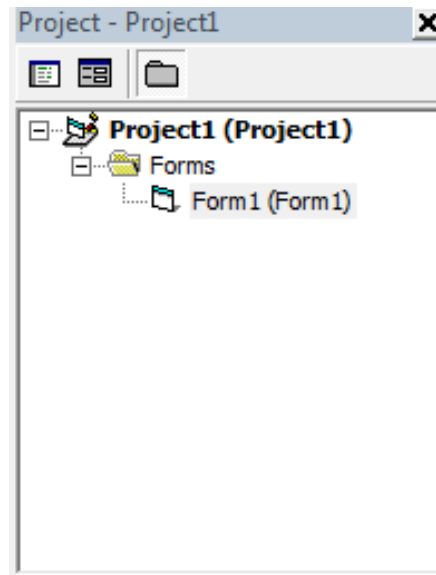 Project - Project1
Project1 (Project1)
Forms
Form1 (Form1)